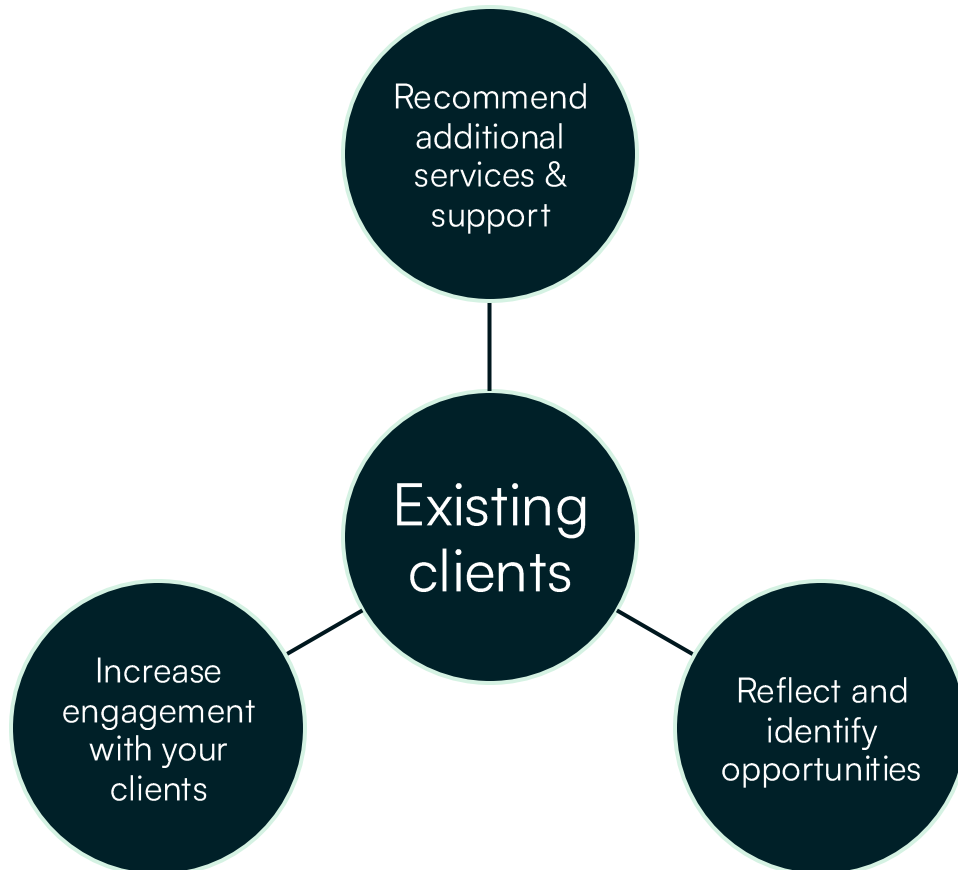 Recommend
additional
services &
support
Existing
clients
Increase
engagement
with your
clients
Reflect and
identify
opportunities